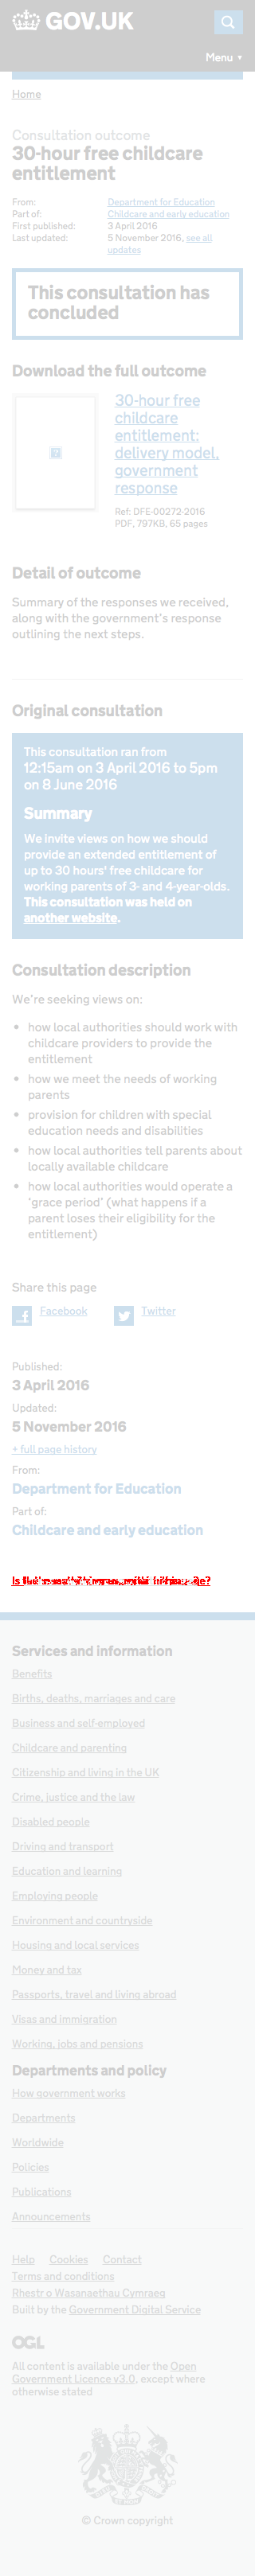 GOV.UK
Menu ▼
Home
Consultation outcome
30-hour free childcare
entitlement
From: Department for Education
Part of: Childcare and early education
First published: 3 April 2016
Last updated: 5 November 2016, see all
updates
This consultation has
concluded
Download the full outcome
30-hour free
childcare
entitlement:
delivery model,
government
response
Ref: DFE-00272-2016
PDF, 797KB, 65 pages
Detail of outcome
Summary of the responses we received,
along with the government's response
outlining the next steps.
Original consultation
This consultation ran from
12:15am on 3 April 2016 to 5pm
on 8 June 2016
Summary
We invite views on how we should
provide an extended entitlement of
up to 30 hours' free childcare for
working parents of 3- and 4-year-olds.
This consultation was held on
another website.
Consultation description
We're seeking views on:
• how local authorities should work with
childcare providers to provide the
entitlement
• how we meet the needs of working
parents
• provision for children with special
education needs and disabilities
• how local authorities tell parents about
locally available childcare
• how local authorities would operate a
'grace period' (what happens if a
parent loses their eligibility for the
entitlement)
Share this page
Facebook Twitter
Published:
3 April 2016
Updated:
5 November 2016
+ full page history
From:
Department for Education
Part of:
Childcare and early education
Services and information
Benefits
Births, deaths, marriages and care
Business and self-employed
Childcare and parenting
Citizenship and living in the UK
Crime, justice and the law
Disabled people
Driving and transport
Education and learning
Employing people
Environment and countryside
Housing and local services
Money and tax
Passports, travel and living abroad
Visas and immigration
Working, jobs and pensions
Departments and policy
How government works
Departments
Worldwide
Policies
Publications
Announcements
Help Cookies Contact
Terms and conditions
Rhestr o Wasanaethau Cymraeg
Built by the Government Digital Service
OGL
All content is available under the Open
Government Licence v3.0, except where
otherwise stated
© Crown copyright